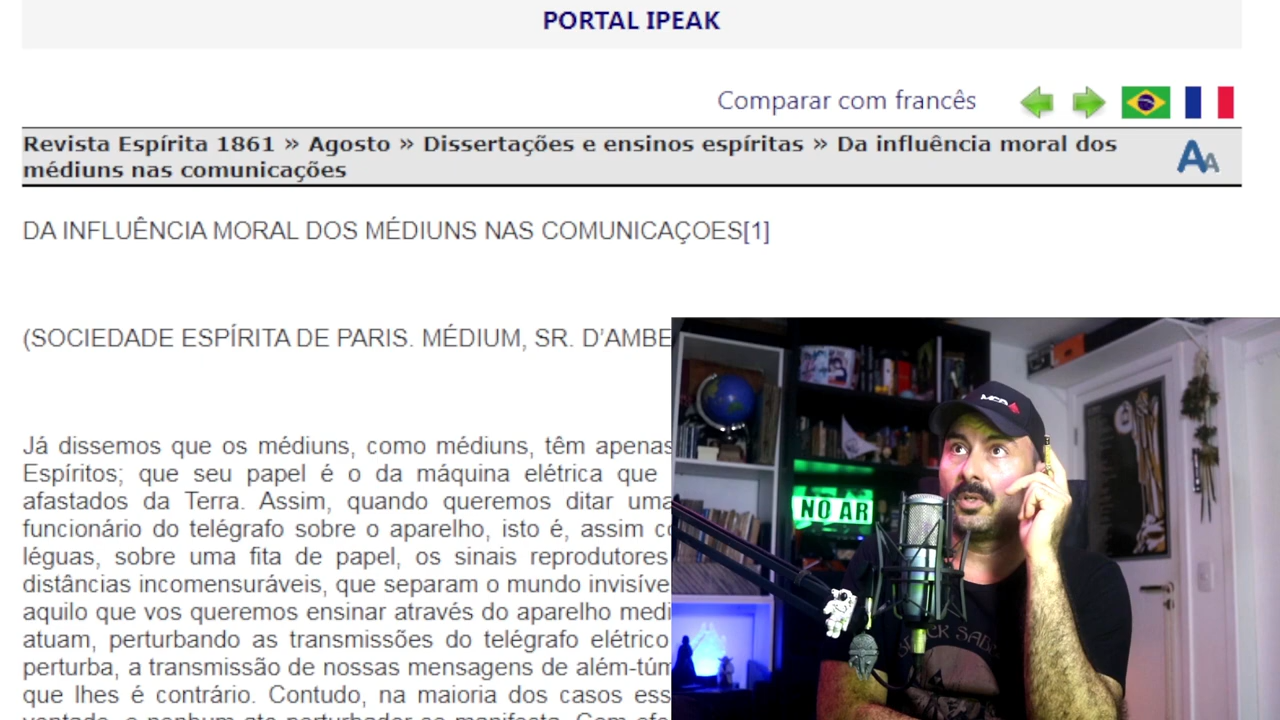 PORTAL IPEAK
Comparar com francês
Revista Espírita 1861 » Agosto » Dissertações e ensinos espíritas » Da influência moral dos
médiuns nas comunicações
DA INFLUÊNCIA MORAL DOS MÉDIUNS NAS COMUNICAÇOES[1]
(SOCIEDADE ESPÍRITA DE PARIS. MÉDIUM, SR. D’AMBE
Já dissemos que os médiuns, como médiuns, têm apenas
Espíritos; que seu papel é o da máquina elétrica que
afastados da Terra. Assim, quando queremos ditar uma
funcionário do telégrafo sobre o aparelho, isto é, assim co
léguas, sobre uma fita de papel, os sinais reprodutores
distâncias incomensuráveis, que separam o mundo invisíve
aquilo que vos queremos ensinar através do aparelho medi
atuam, perturbando as transmissões do telégrafo elétrico
perturba, a transmissão de nossas mensagens de além-túm
que lhes é contrário. Contudo, na maioria dos casos ess
NO AR